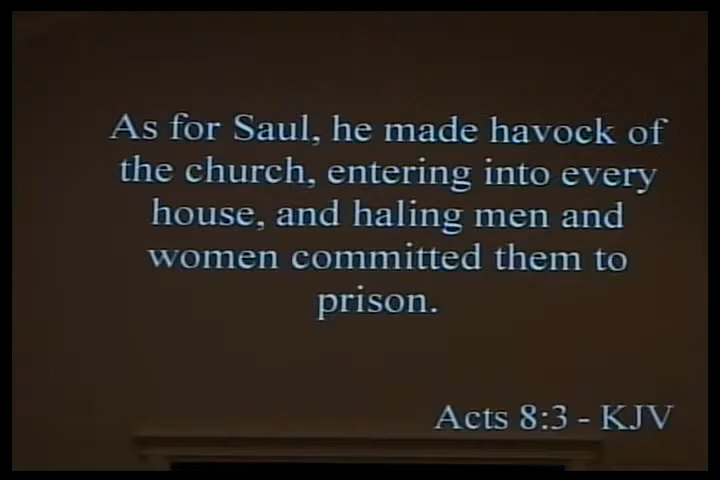 As for Saul, he made havock of
the church, entering into every
house, and haling men and
women committed them to
prison.
Acts 8:3 - KJV